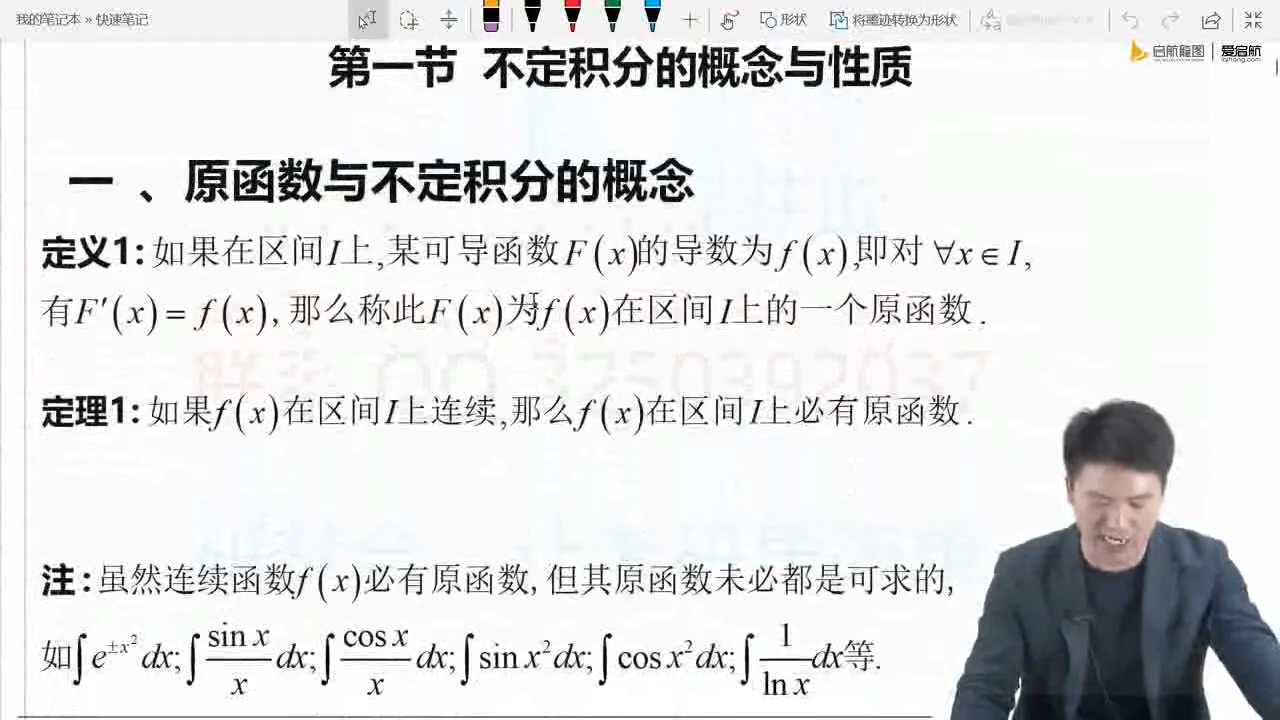 我的笔记本 > 快速笔记
形状
将墨迹转换为形状
启航龙图 | 爱启航
第一节 不定积分的概念与性质
一 、原函数与不定积分的概念
定义1: 如果在区间I上,某可导函数F(x)的导数为f(x),即对 ∀x∈I,
有F′(x)=f(x), 那么称此F(x)为f(x)在区间I上的一个原函数.
定理1: 如果f(x)在区间I上连续,那么f(x)在区间I上必有原函数.
注: 虽然连续函数f(x)必有原函数, 但其原函数未必都是可求的,
如∫e^{±x²}dx;∫(sin x/x)dx;∫(cos x/x)dx;∫sin x²dx;∫cos x²dx;∫(1/ln x)dx等.